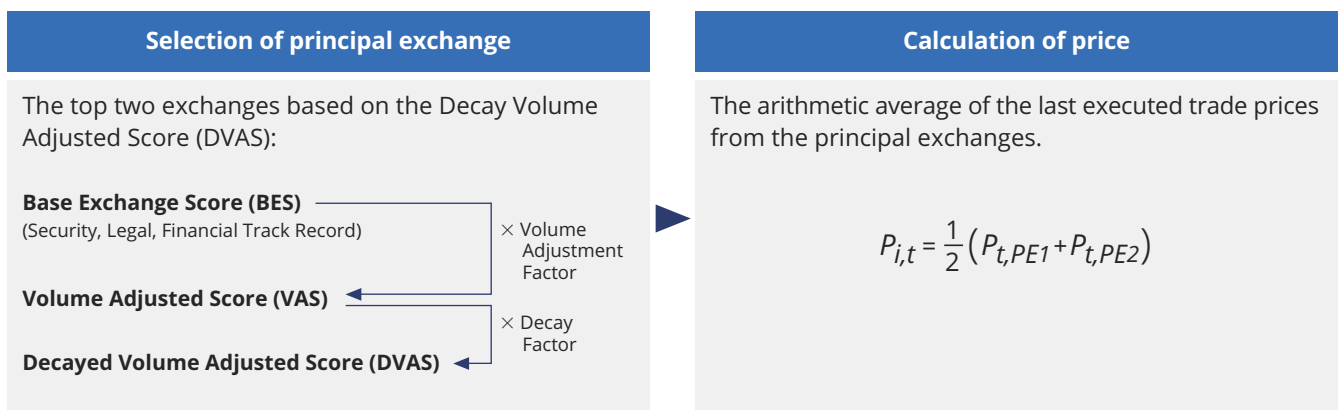 Selection of principal exchange
The top two exchanges based on the Decay Volume
Adjusted Score (DVAS):
Base Exchange Score (BES)
(Security, Legal, Financial Track Record)
× Volume
Adjustment
Factor
Volume Adjusted Score (VAS)
× Decay
Factor
Decayed Volume Adjusted Score (DVAS)
Calculation of price
The arithmetic average of the last executed trade prices
from the principal exchanges.
P_{i,t} = \frac{1}{2} (P_{t,PE1} + P_{t,PE2})